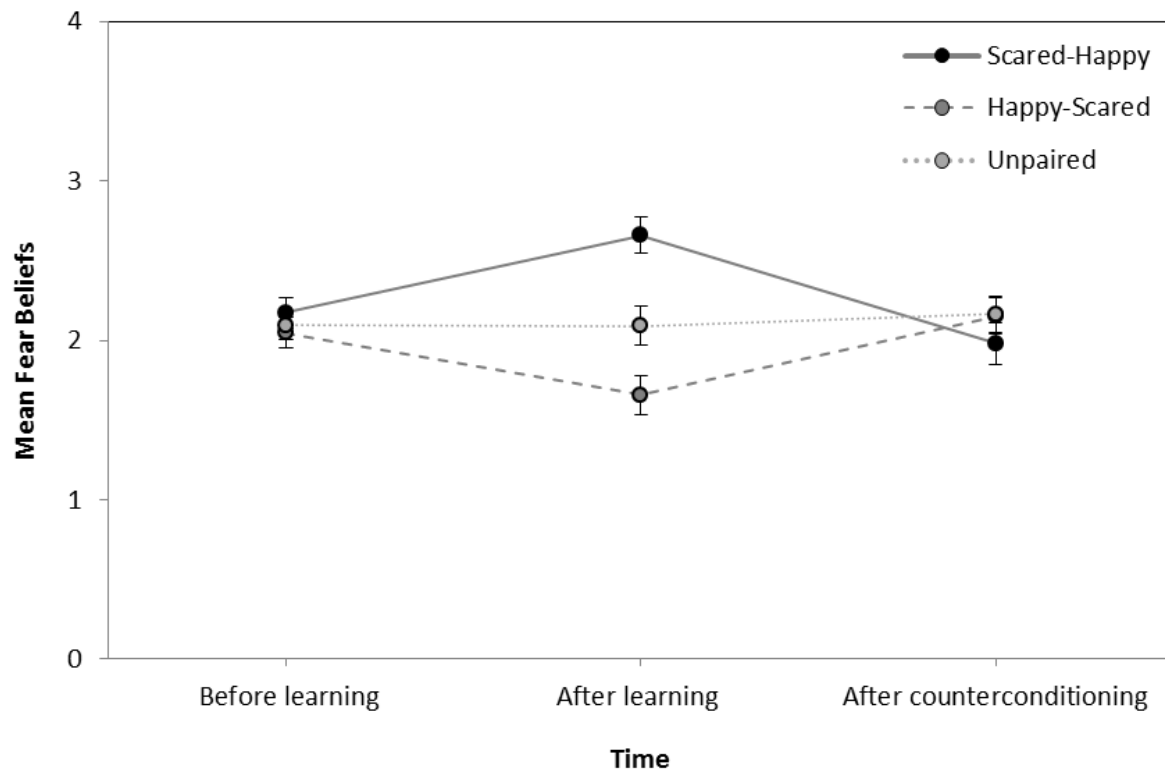 4
3
2
1
0
Mean Fear Beliefs
Scared-Happy
Happy-Scared
Unpaired
Before learning
After learning
After counterconditioning
Time